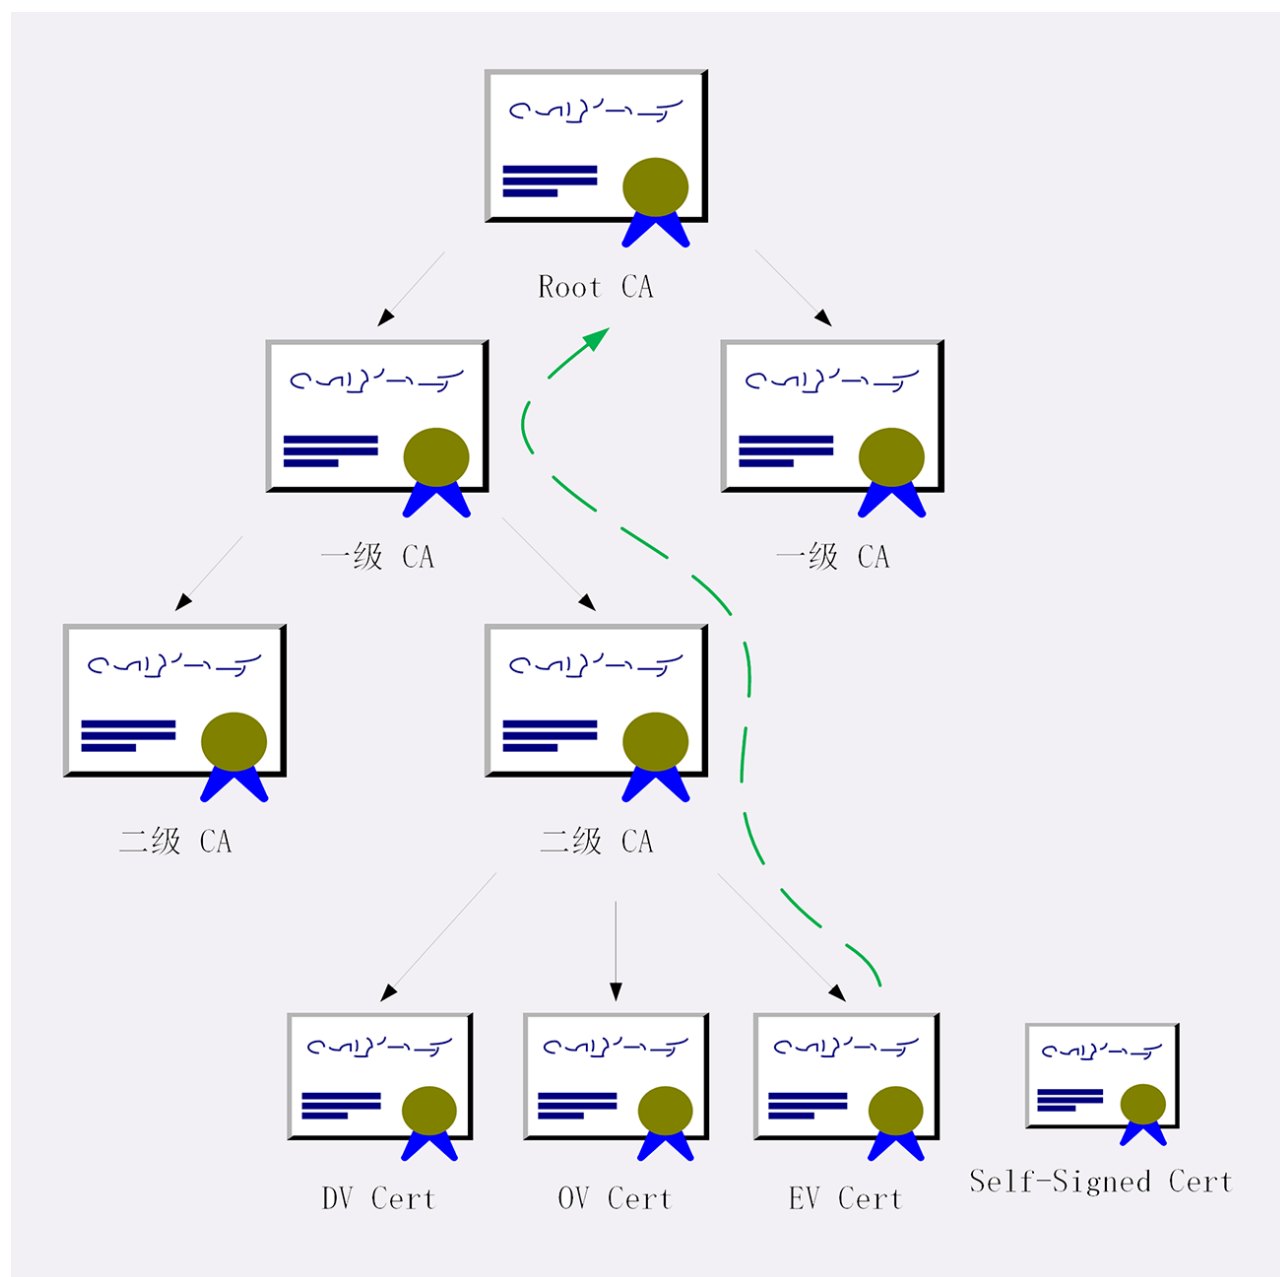 Root CA
一级 CA
一级 CA
二级 CA
二级 CA
DV Cert
OV Cert
EV Cert
Self-Signed Cert